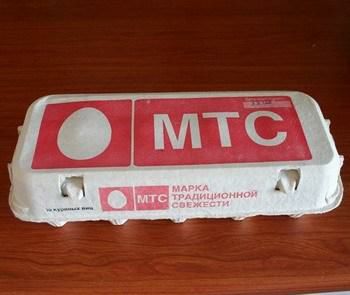 МТС
МТС
МАРКА
ТРАДИЦИОННОЙ
СВЕЖЕСТИ
10 куриных яиц